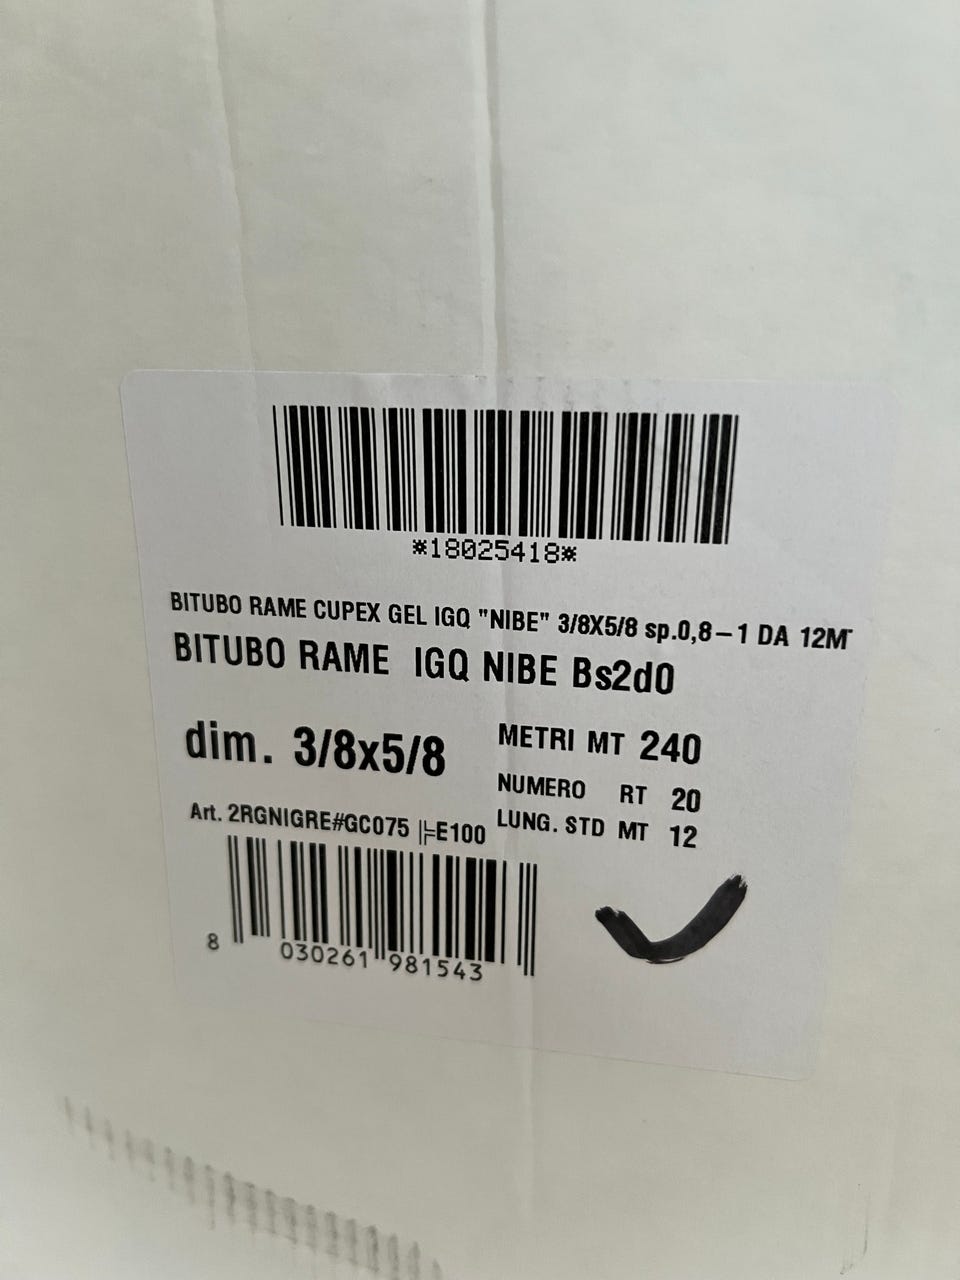 *18025418*
BITUBO RAME CUPEX GEL IGQ "NIBE" 3/8X5/8 sp.0,8-1 DA 12MT
BITUBO RAME IGQ NIBE Bs2d0
dim. 3/8x5/8
METRI MT 240
NUMERO RT 20
LUNG. STD MT 12
Art. 2RGNIGRE#GC075 ╞E100
8 030261 981543